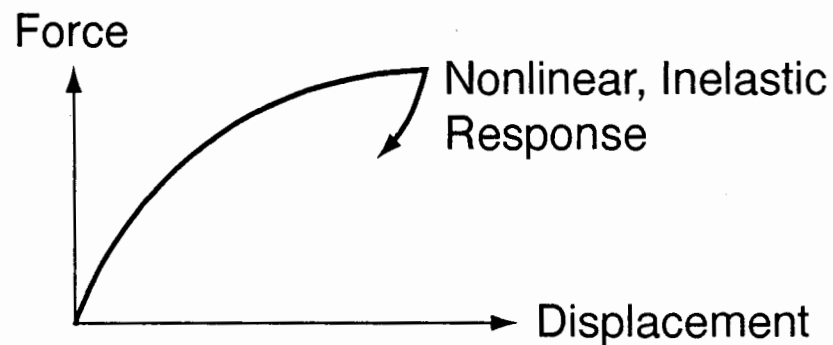 Force
Nonlinear, Inelastic
Response
Displacement